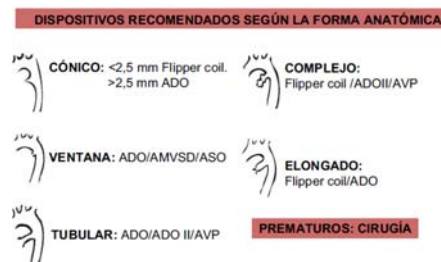 DISPOSITIVOS RECOMENDADOS SEGÚN LA FORMA ANATÓMICA
CÓNICO: <2,5 mm Flipper coil.
>2,5 mm ADO
VENTANA: ADO/AMVSD/ASO
TUBULAR: ADO/ADO II/AVP
COMPLEJO:
Flipper coil /ADOII/AVP
ELONGADO:
Flipper coil/ADO
PREMATUROS: CIRUGÍA